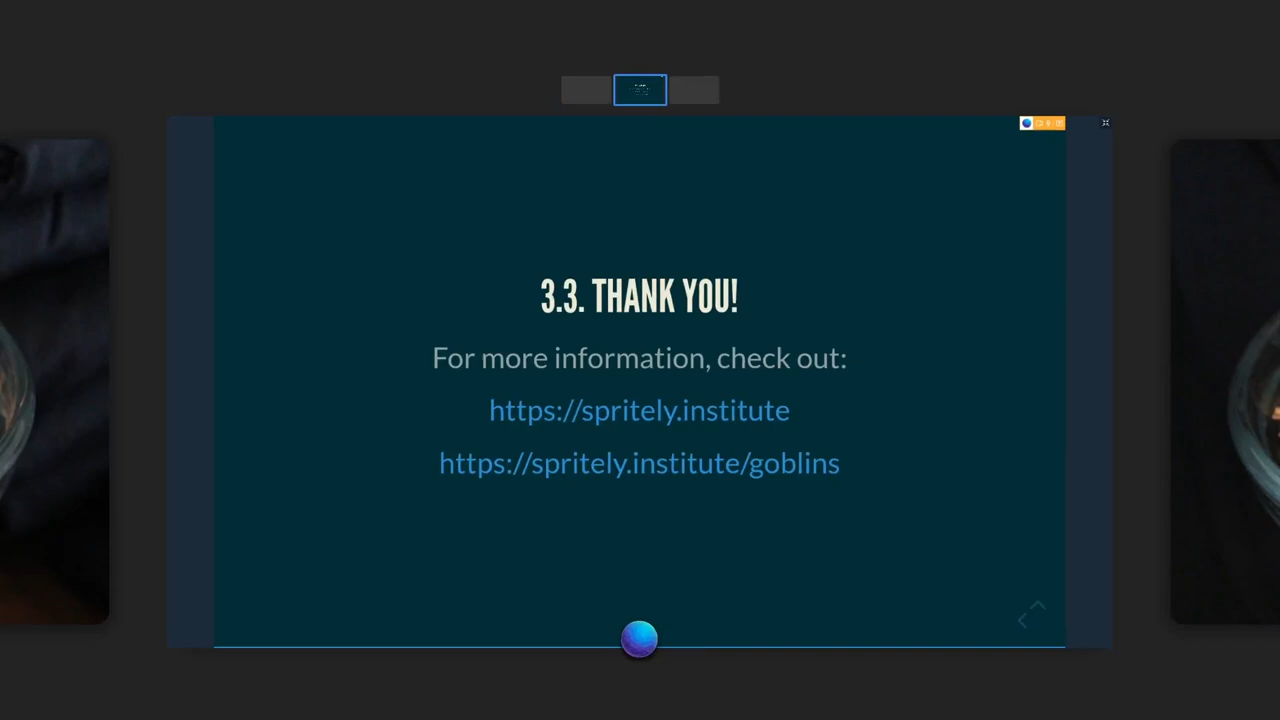 3.3. THANK YOU!
For more information, check out:
https://spritely.institute
https://spritely.institute/goblins